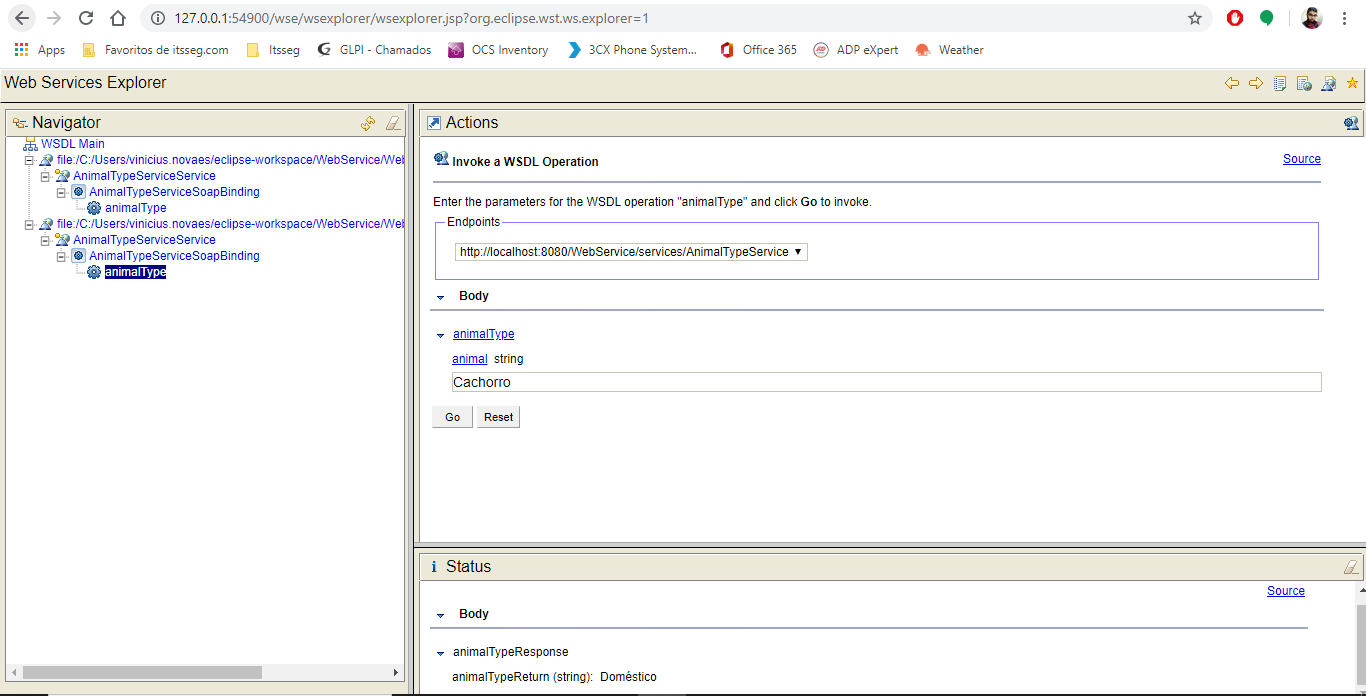 127.0.0.1:54900/wse/wsexplorer/wsexplorer.jsp?org.eclipse.wst.ws.explorer=1
Apps Favoritos de itsseg.com Itsseg GLPI - Chamados OCS Inventory 3CX Phone System... Office 365 ADP eXpert Weather
Web Services Explorer
Navigator
WSDL Main
file:/C:/Users/vinicius.novaes/eclipse-workspace/WebService/Web
AnimalTypeServiceService
AnimalTypeServiceSoapBinding
animalType
file:/C:/Users/vinicius.novaes/eclipse-workspace/WebService/Web
AnimalTypeServiceService
AnimalTypeServiceSoapBinding
animalType
Actions
Invoke a WSDL Operation Source
Enter the parameters for the WSDL operation "animalType" and click Go to invoke.
Endpoints
http://localhost:8080/WebService/services/AnimalTypeService
Body
animalType
animal string
Cachorro
Go Reset
Status
Source
Body
animalTypeResponse
animalTypeReturn (string): Doméstico